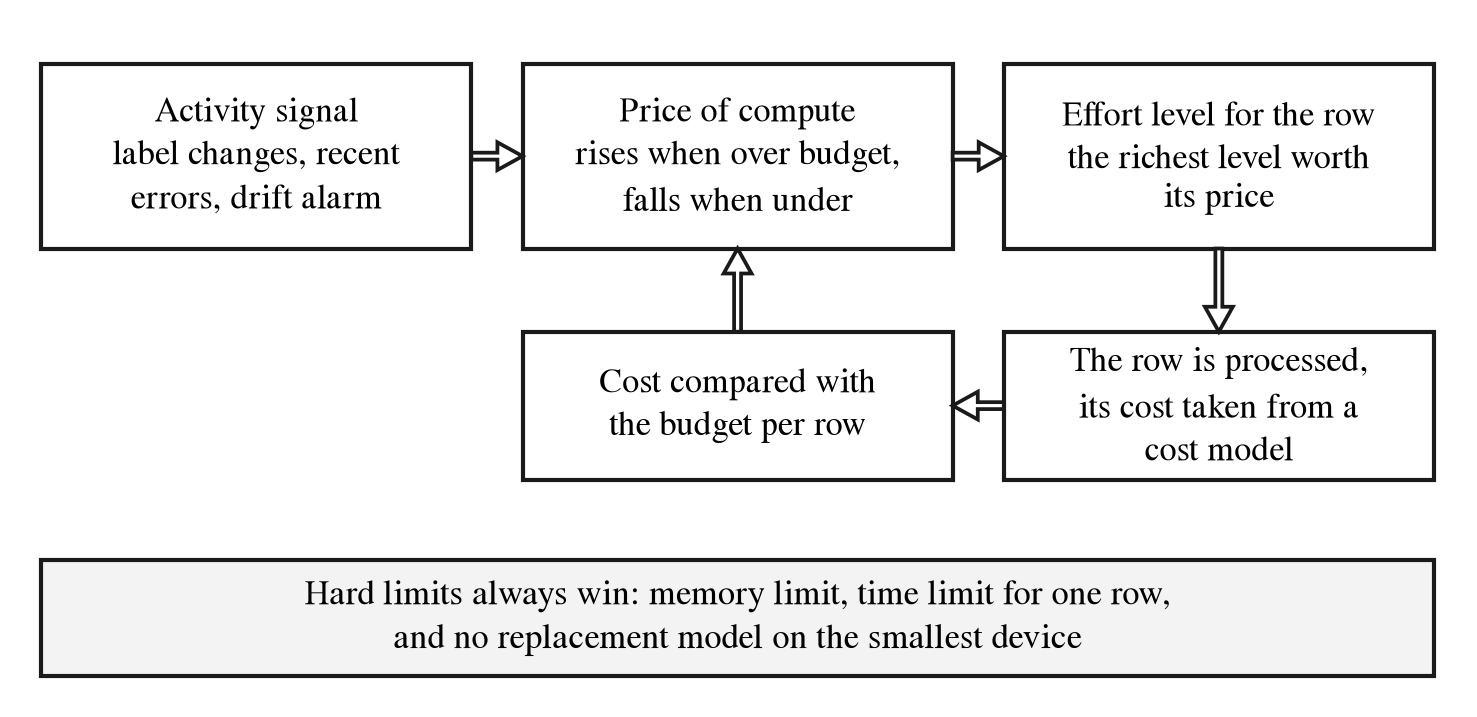 Activity signal
label changes, recent
errors, drift alarm
Price of compute
rises when over budget,
falls when under
Effort level for the row
the richest level worth
its price
Cost compared with
the budget per row
The row is processed,
its cost taken from a
cost model
Hard limits always win: memory limit, time limit for one row,
and no replacement model on the smallest device